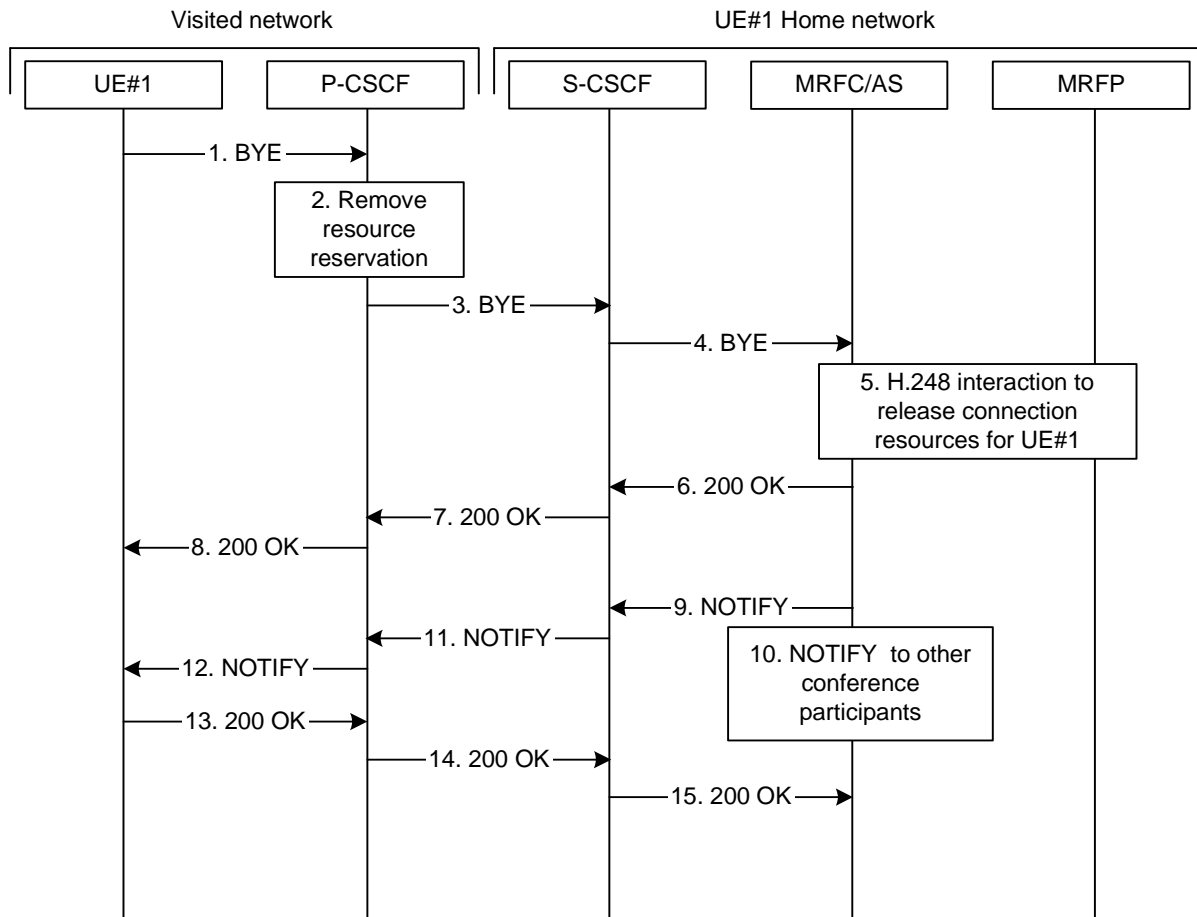 Visited network
UE#1 Home network
UE#1
P-CSCF
S-CSCF
MRFC/AS
MRFP
1. BYE
2. Remove
resource
reservation
3. BYE
4. BYE
5. H.248 interaction to
release connection
resources for UE#1
6. 200 OK
7. 200 OK
8. 200 OK
9. NOTIFY
11. NOTIFY
10. NOTIFY to other
conference
participants
12. NOTIFY
13. 200 OK
14. 200 OK
15. 200 OK